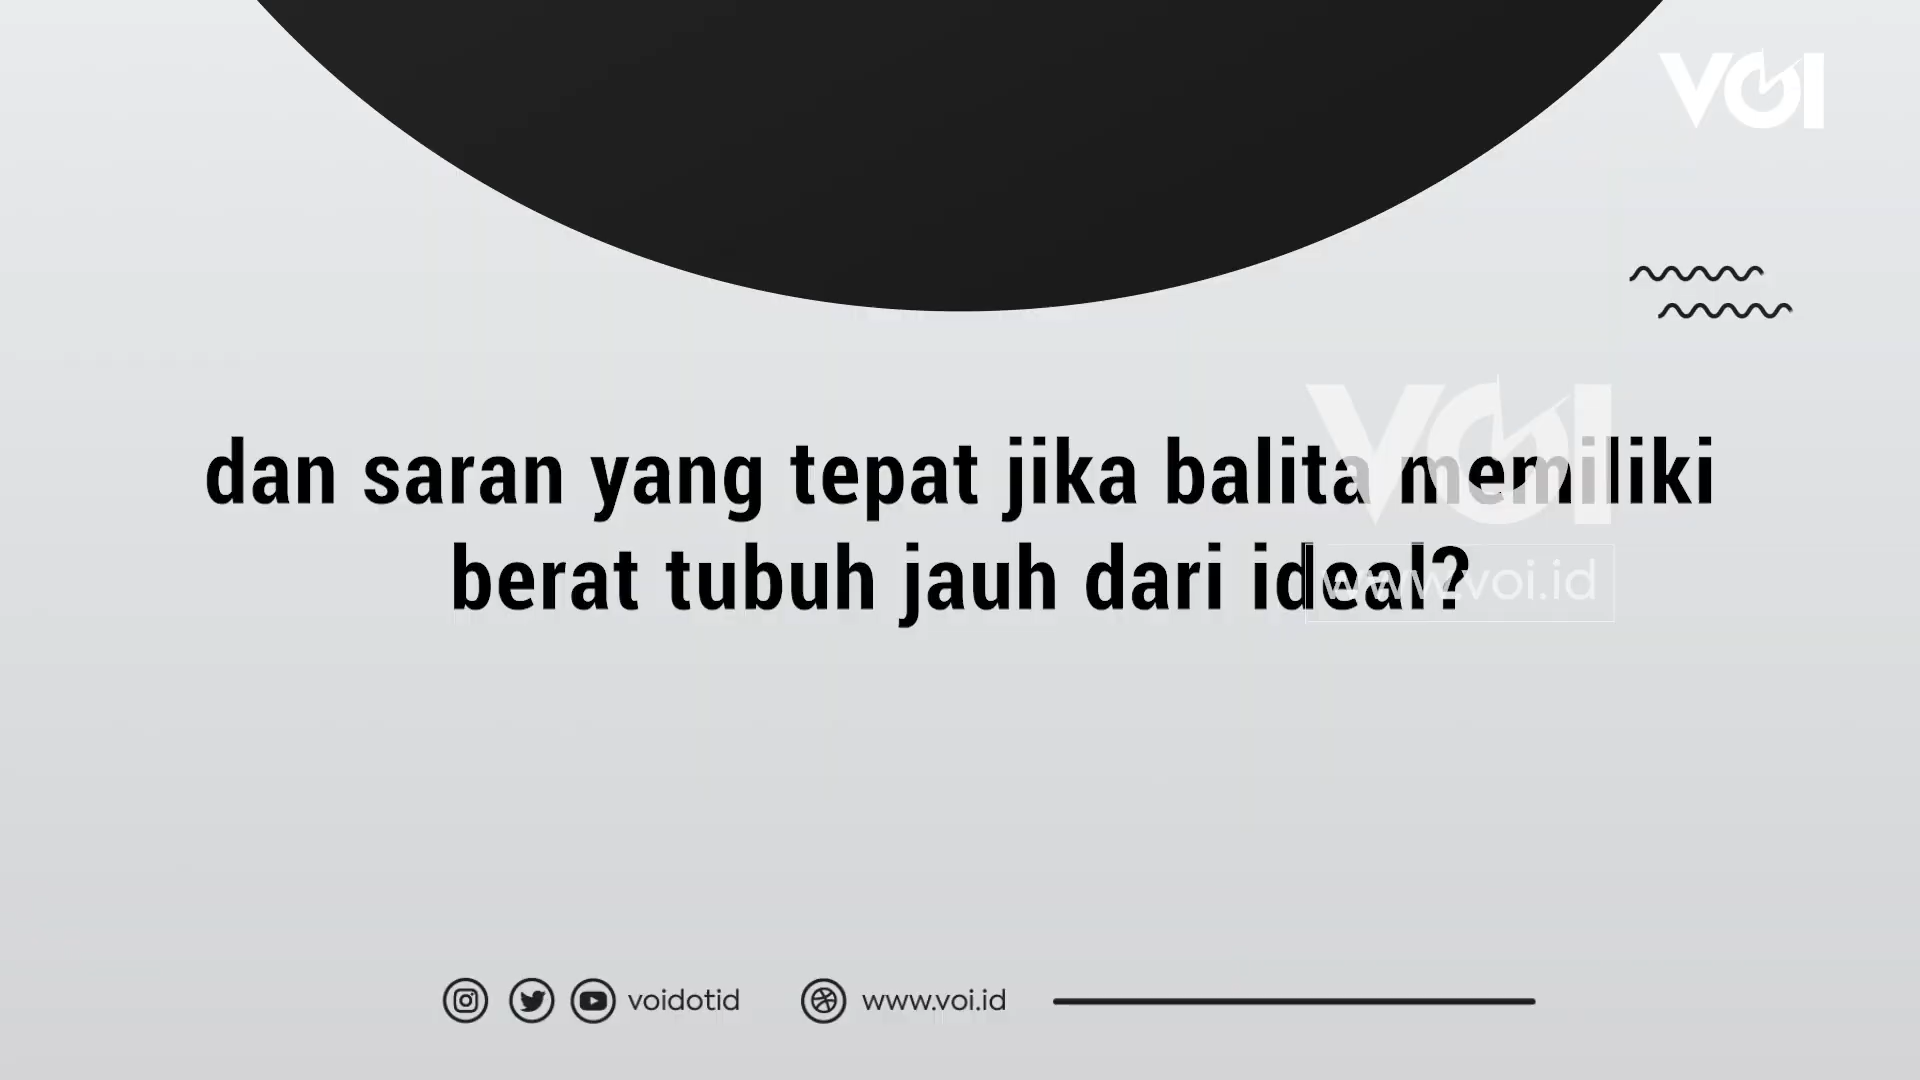 VOI
dan saran yang tepat jika balita memiliki
berat tubuh jauh dari ideal?
VOI
www.voi.id
voidotid
www.voi.id